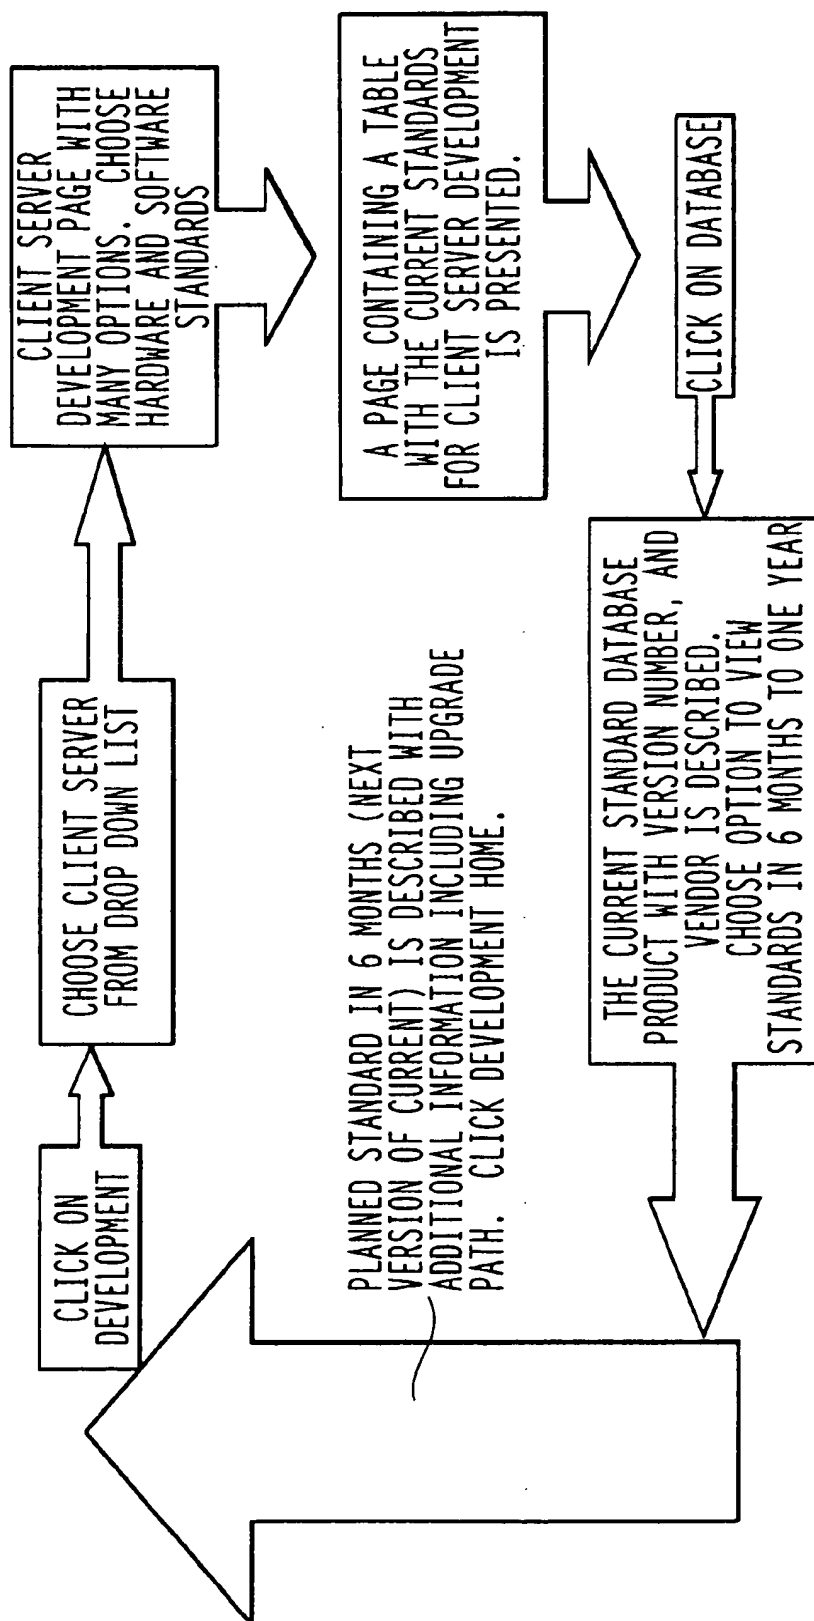 CLICK ON
DEVELOPMENT
CHOOSE CLIENT SERVER
FROM DROP DOWN LIST
CLIENT SERVER
DEVELOPMENT PAGE WITH
MANY OPTIONS. CHOOSE
HARDWARE AND SOFTWARE
STANDARDS
A PAGE CONTAINING A TABLE
WITH THE CURRENT STANDARDS
FOR CLIENT SERVER DEVELOPMENT
IS PRESENTED.
CLICK ON DATABASE
THE CURRENT STANDARD DATABASE
PRODUCT WITH VERSION NUMBER, AND
VENDOR IS DESCRIBED.
CHOOSE OPTION TO VIEW
STANDARDS IN 6 MONTHS TO ONE YEAR
PLANNED STANDARD IN 6 MONTHS (NEXT
VERSION OF CURRENT) IS DESCRIBED WITH
ADDITIONAL INFORMATION INCLUDING UPGRADE
PATH. CLICK DEVELOPMENT HOME.